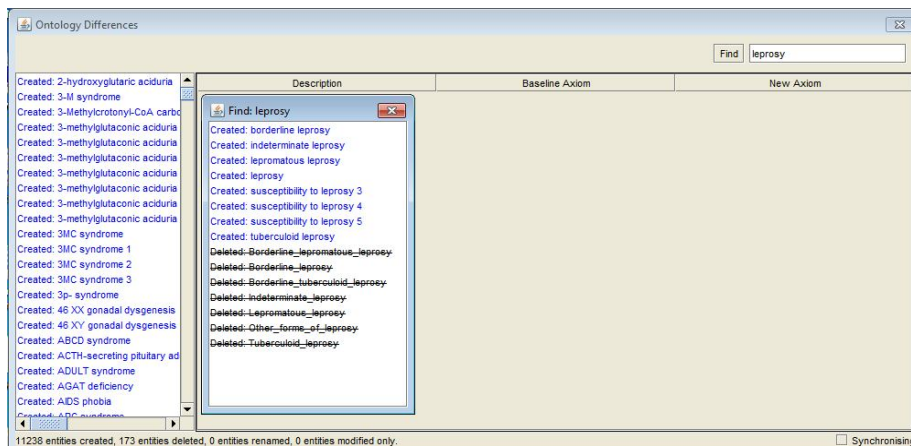 Ontology Differences
Find leprosy
Created: 2-hydroxyglutaric aciduria
Created: 3-M syndrome
Created: 3-Methylcrotonyl-CoA carbo
Created: 3-methylglutaconic aciduria
Created: 3-methylglutaconic aciduria
Created: 3-methylglutaconic aciduria
Created: 3-methylglutaconic aciduria
Created: 3-methylglutaconic aciduria
Created: 3-methylglutaconic aciduria
Created: 3-methylglutaconic aciduria
Created: 3MC syndrome
Created: 3MC syndrome 1
Created: 3MC syndrome 2
Created: 3MC syndrome 3
Created: 3p- syndrome
Created: 46 XX gonadal dysgenesis
Created: 46 XY gonadal dysgenesis
Created: ABCD syndrome
Created: ACTH-secreting pituitary ad
Created: ADULT syndrome
Created: AGAT deficiency
Created: AIDS phobia
Description Baseline Axiom New Axiom
Find: leprosy
Created: borderline leprosy
Created: indeterminate leprosy
Created: lepromatous leprosy
Created: leprosy
Created: susceptibility to leprosy 3
Created: susceptibility to leprosy 4
Created: susceptibility to leprosy 5
Created: tuberculoid leprosy
Deleted: Borderline_lepromatous_leprosy
Deleted: Borderline_leprosy
Deleted: Borderline_tuberculoid_leprosy
Deleted: Indeterminate_leprosy
Deleted: Lepromatous_leprosy
Deleted: Other_forms_of_leprosy
Deleted: Tuberculoid_leprosy
11238 entities created, 173 entities deleted, 0 entities renamed, 0 entities modified only.
Synchronising